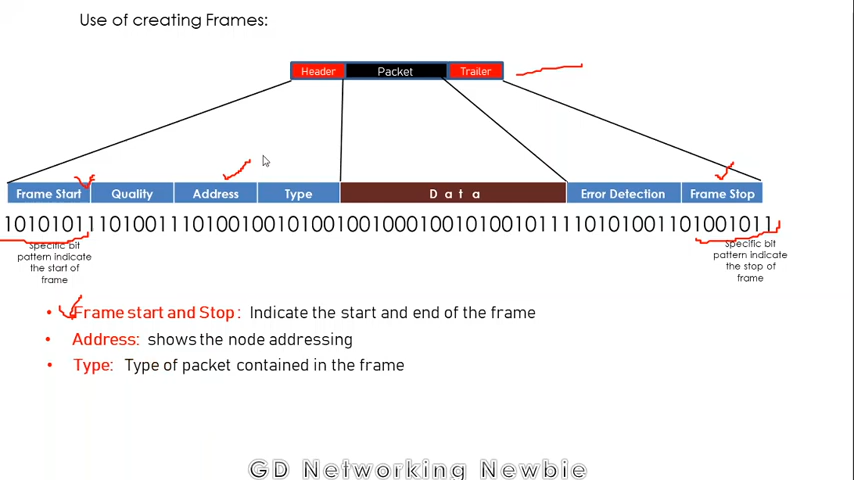 Use of creating Frames:
Header Packet Trailer
Frame Start Quality Address Type D a t a Error Detection Frame Stop
Specific bit
pattern indicate
the start of
frame
Specific bit
pattern indicate
the stop of
frame
• Frame start and Stop: Indicate the start and end of the frame
• Address: shows the node addressing
• Type: Type of packet contained in the frame
GD Networking Newbie